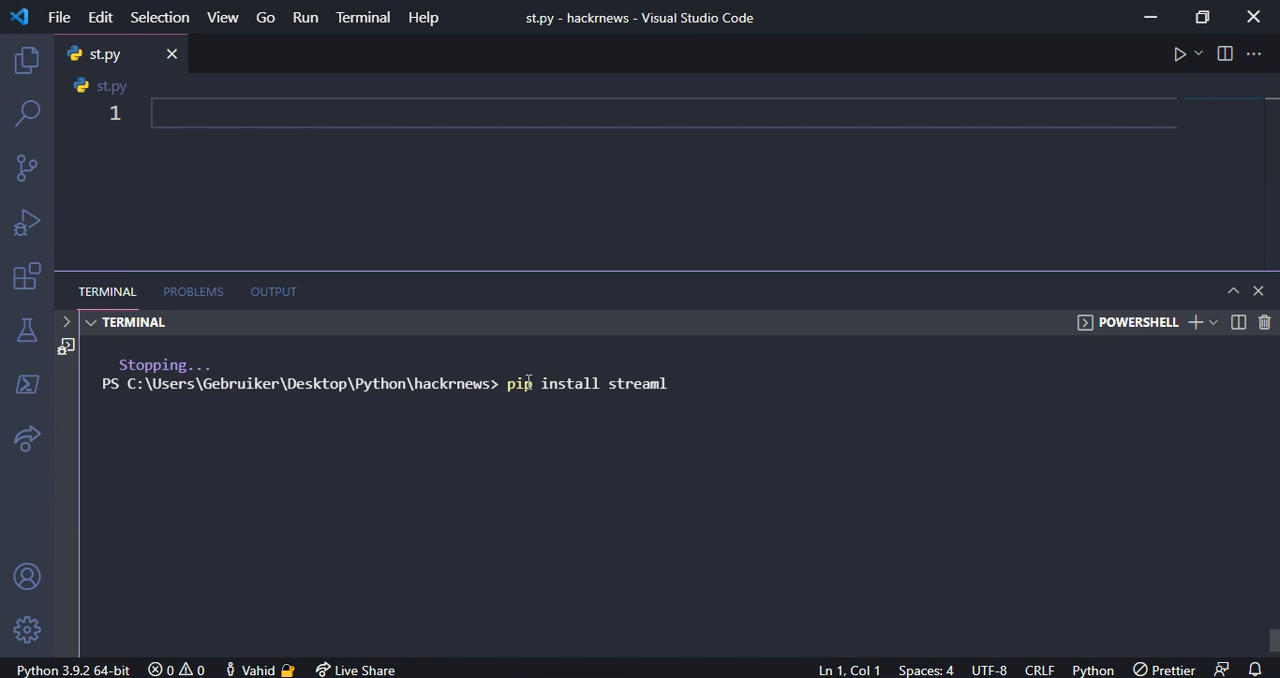 File Edit Selection View Go Run Terminal Help st.py - hackrnews - Visual Studio Code
st.py
st.py
1
TERMINAL PROBLEMS OUTPUT
TERMINAL POWERSHELL
Stopping...
PS C:\Users\Gebruiker\Desktop\Python\hackrnews> pip install streaml
Python 3.9.2 64-bit 0 0 Vahid Live Share Ln 1, Col 1 Spaces: 4 UTF-8 CRLF Python Prettier